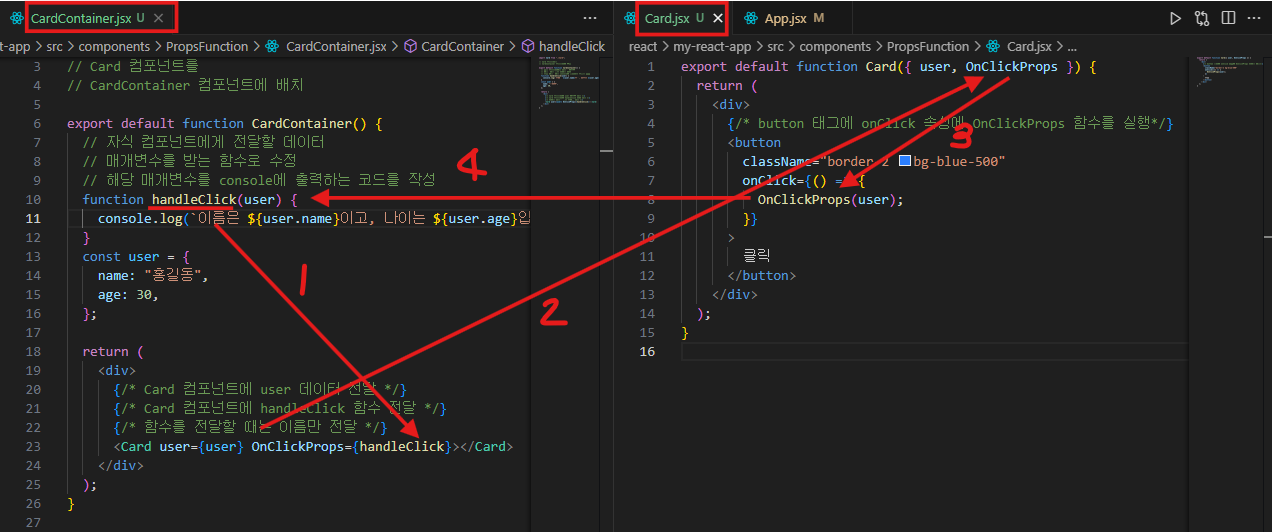 CardContainer.jsx U
t-app > src > components > PropsFunction > CardContainer.jsx > CardContainer > handleClick
3 // Card 컴포넌트를
4 // CardContainer 컴포넌트에 배치
5
6 export default function CardContainer() {
7 // 자식 컴포넌트에게 전달할 데이터
8 // 매개변수를 받는 함수로 수정
9 // 해당 매개변수를 console에 출력하는 코드를 작성
10 function handleClick(user) {
11 console.log(`이름은 ${user.name}이고, 나이는 ${user.age}입
12 }
13 const user = {
14 name: "홍길동",
15 age: 30,
16 };
17
18 return (
19 <div>
20 {/* Card 컴포넌트에 user 데이터 전달 */}
21 {/* Card 컴포넌트에 handleClick 함수 전달 */}
22 {/* 함수를 전달할 때는 이름만 전달 */}
23 <Card user={user} OnClickProps={handleClick}></Card>
24 </div>
25 );
26 }
27
1
2
Card.jsx U
App.jsx M
react > my-react-app > src > components > PropsFunction > Card.jsx > ...
1 export default function Card({ user, OnClickProps }) {
2 return (
3 <div>
4 {/* button 태그에 onClick 속성에 OnClickProps 함수를 실행*/}
5 <button
6 className="border-2 bg-blue-500"
7 onClick={() => {
8 OnClickProps(user);
9 }}
10 >
11 클릭
12 </button>
13 </div>
14 );
15 }
16
3
4